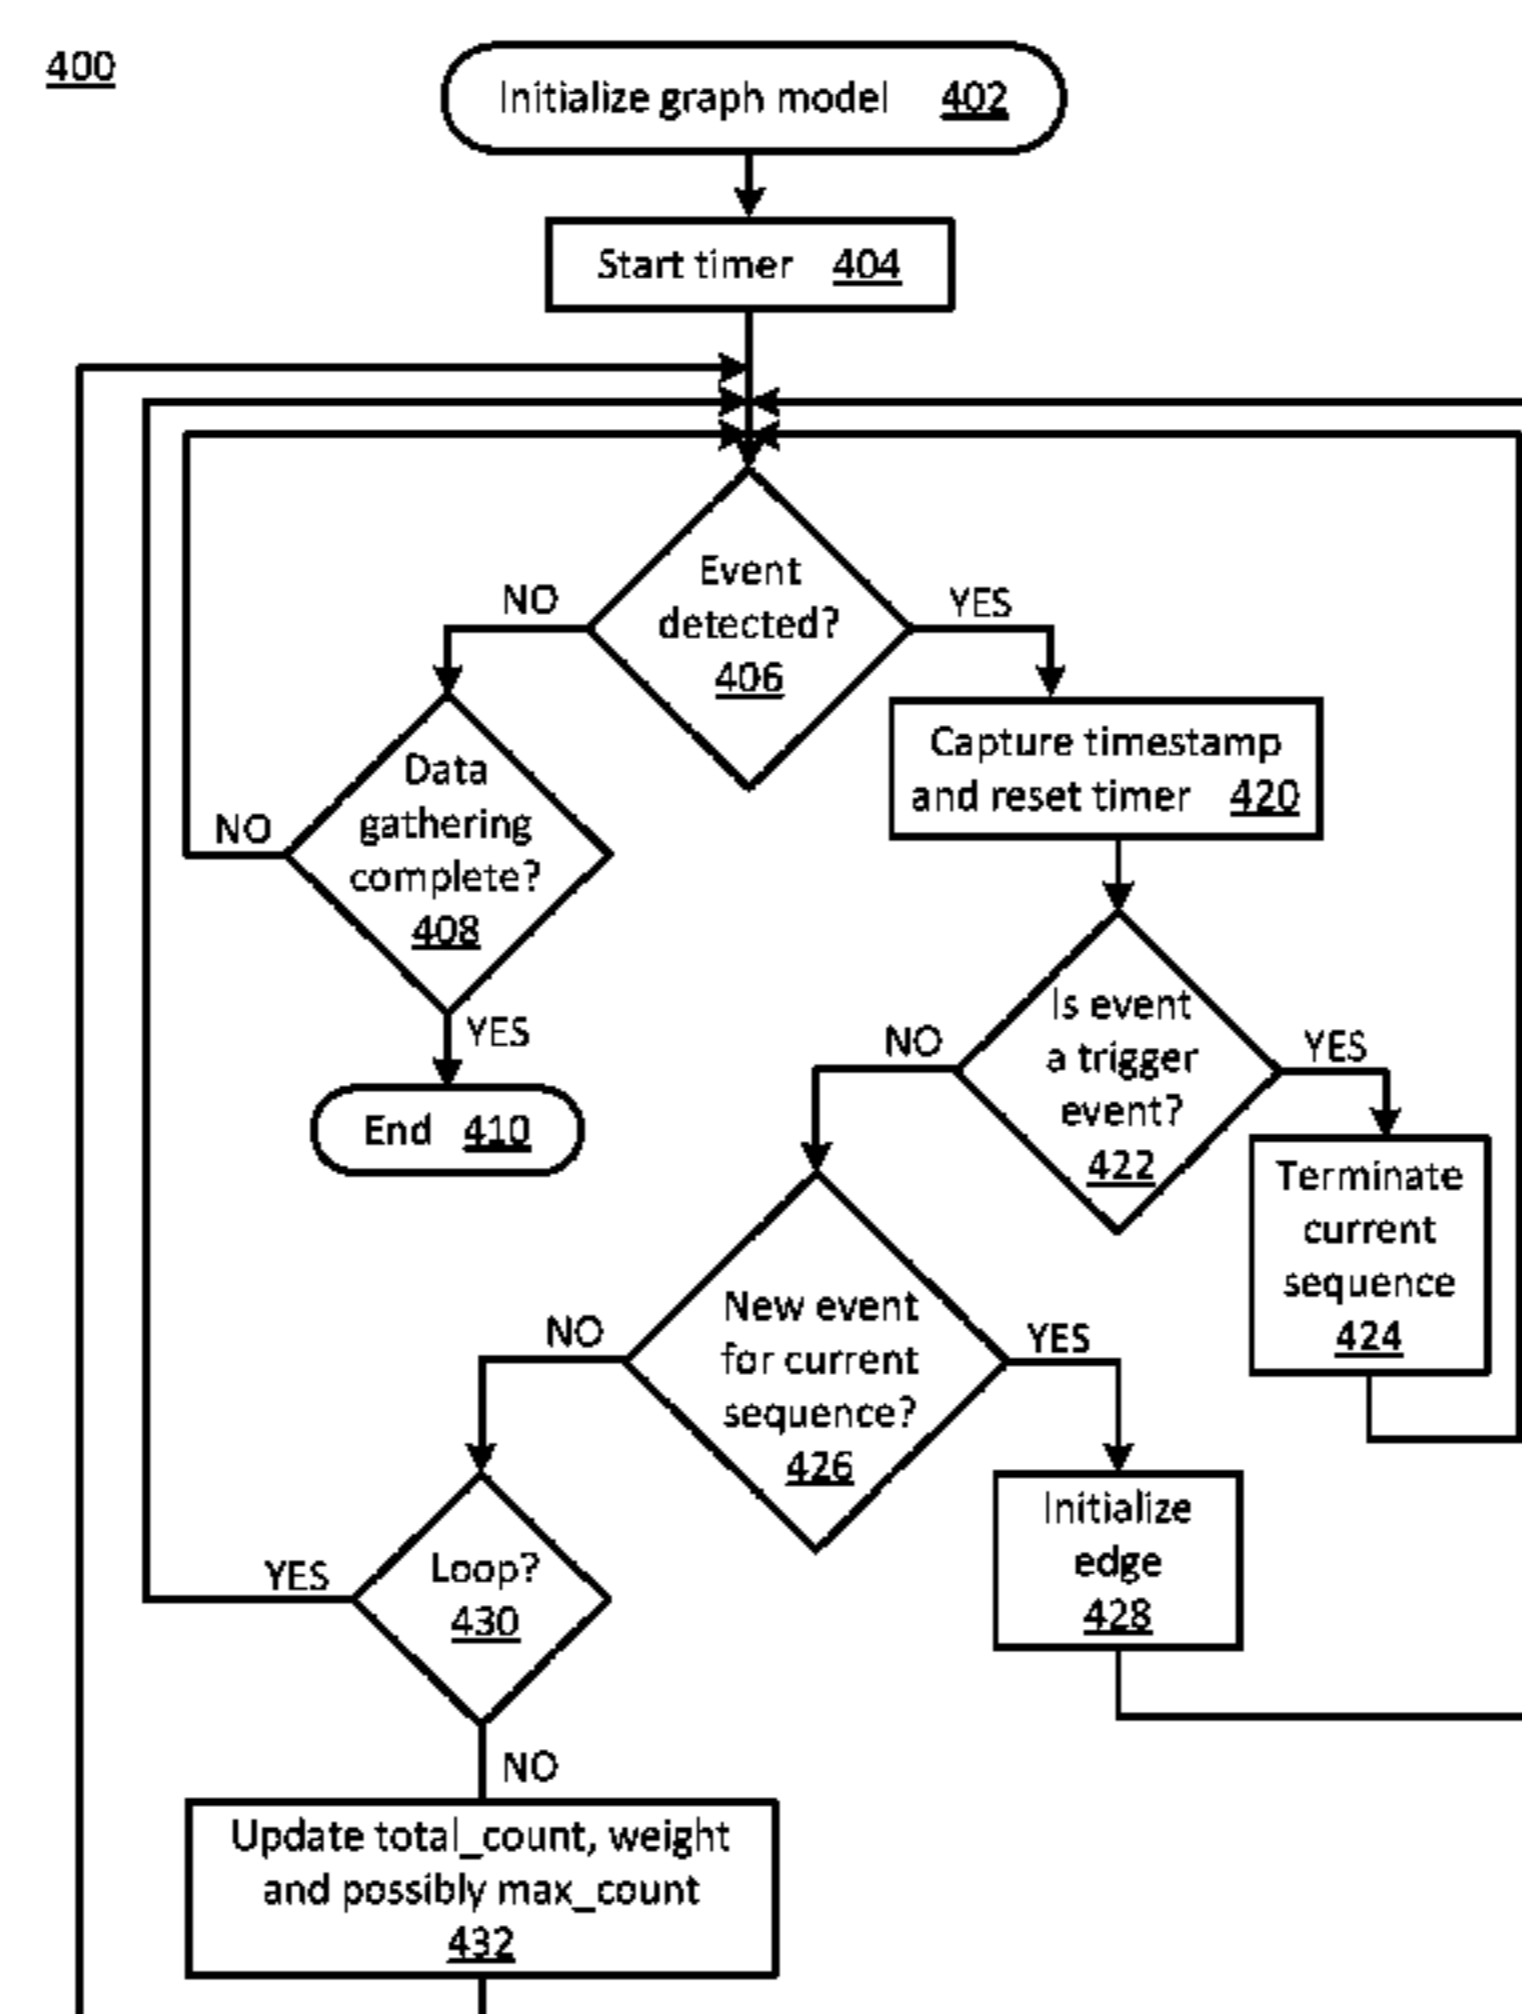 400
Initialize graph model 402
Start timer 404
Event
detected?
406
NO
YES
Data
gathering
complete?
408
NO
YES
End 410
Capture timestamp
and reset timer 420
Is event
a trigger
event?
422
NO
YES
Terminate
current
sequence
424
New event
for current
sequence?
426
NO
YES
Initialize
edge
428
Loop?
430
YES
NO
Update total_count, weight
and possibly max_count
432